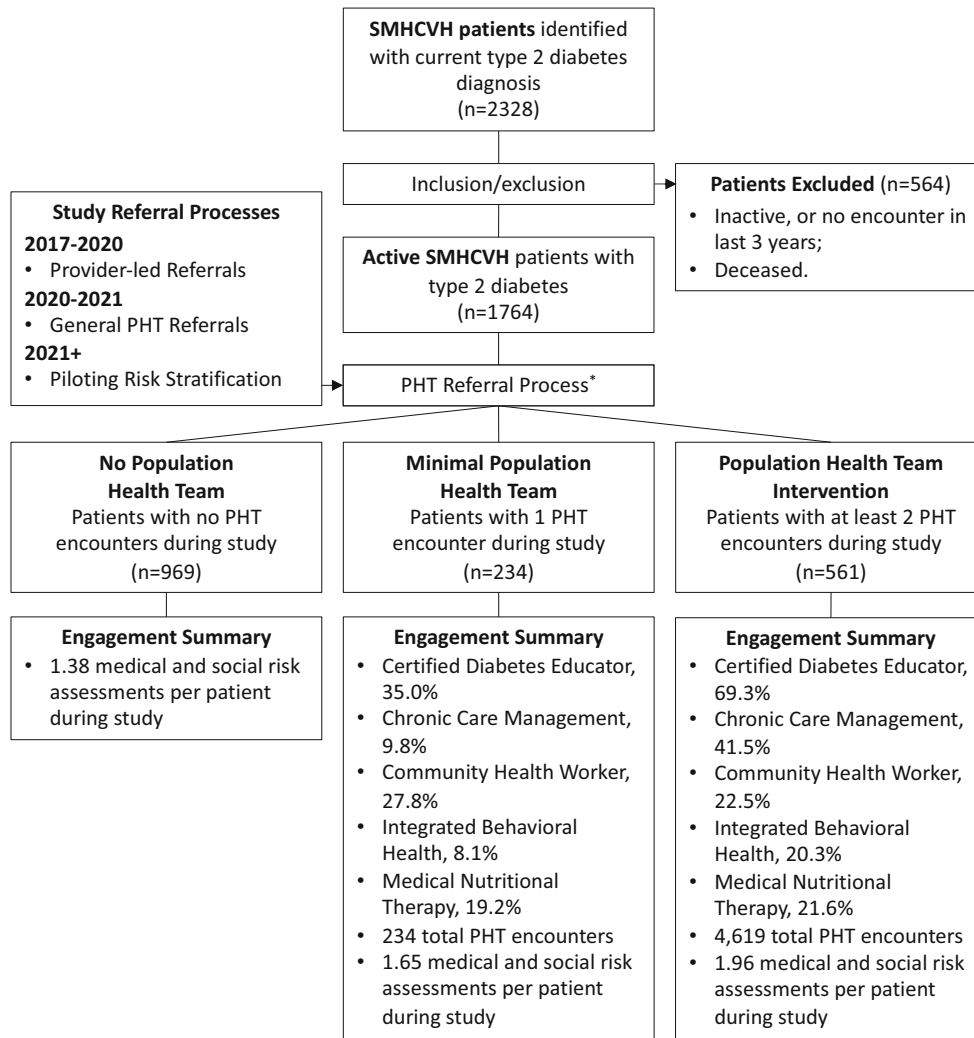 SMHCVH patients identified
with current type 2 diabetes
diagnosis
(n=2328)
Inclusion/exclusion
Patients Excluded (n=564)
• Inactive, or no encounter in
last 3 years;
• Deceased.
Study Referral Processes
2017-2020
• Provider-led Referrals
2020-2021
• General PHT Referrals
2021+
• Piloting Risk Stratification
Active SMHCVH patients with
type 2 diabetes
(n=1764)
PHT Referral Process*
No Population
Health Team
Patients with no PHT
encounters during study
(n=969)
Minimal Population
Health Team
Patients with 1 PHT
encounter during study
(n=234)
Population Health Team
Intervention
Patients with at least 2 PHT
encounters during study
(n=561)
Engagement Summary
• 1.38 medical and social risk
assessments per patient
during study
Engagement Summary
• Certified Diabetes Educator,
35.0%
• Chronic Care Management,
9.8%
• Community Health Worker,
27.8%
• Integrated Behavioral
Health, 8.1%
• Medical Nutritional
Therapy, 19.2%
• 234 total PHT encounters
• 1.65 medical and social risk
assessments per patient
during study
Engagement Summary
• Certified Diabetes Educator,
69.3%
• Chronic Care Management,
41.5%
• Community Health Worker,
22.5%
• Integrated Behavioral
Health, 20.3%
• Medical Nutritional
Therapy, 21.6%
• 4,619 total PHT encounters
• 1.96 medical and social risk
assessments per patient
during study